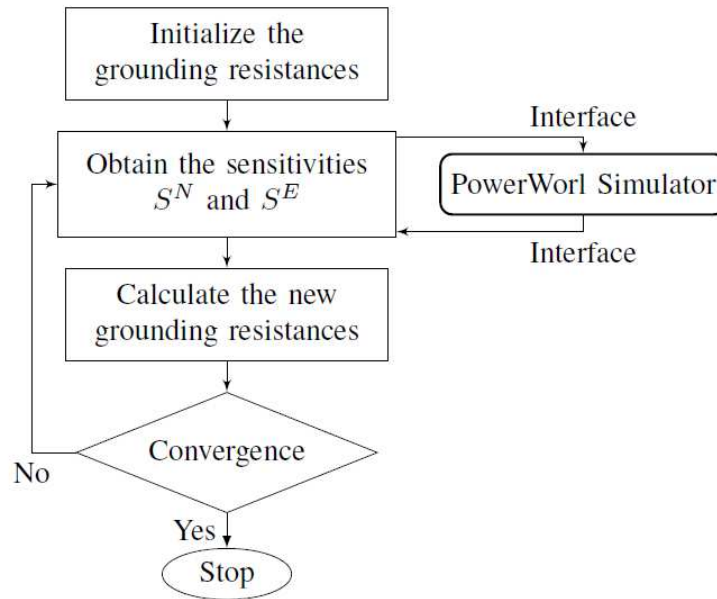 Initialize the
grounding resistances
Interface
Obtain the sensitivities
S^N and S^E
PowerWorl Simulator
Interface
Calculate the new
grounding resistances
Convergence
No
Yes
Stop